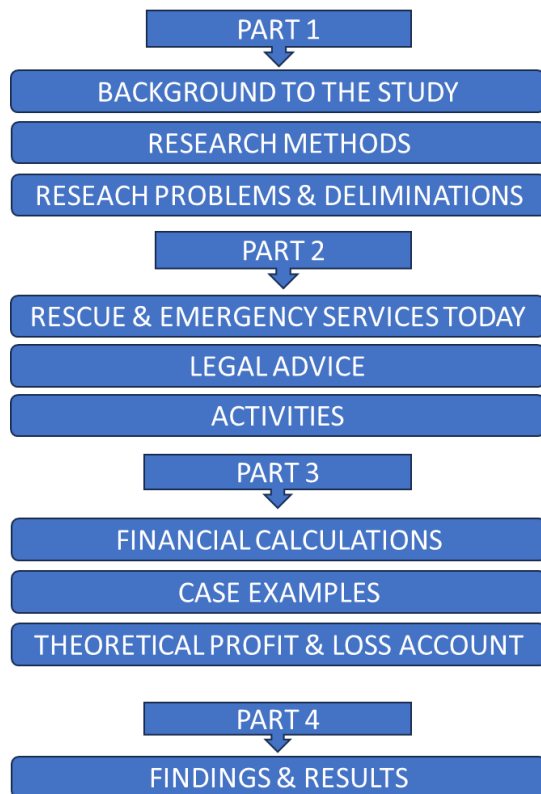 PART 1
BACKGROUND TO THE STUDY
RESEARCH METHODS
RESEACH PROBLEMS & DELIMINATIONS
PART 2
RESCUE & EMERGENCY SERVICES TODAY
LEGAL ADVICE
ACTIVITIES
PART 3
FINANCIAL CALCULATIONS
CASE EXAMPLES
THEORETICAL PROFIT & LOSS ACCOUNT
PART 4
FINDINGS & RESULTS